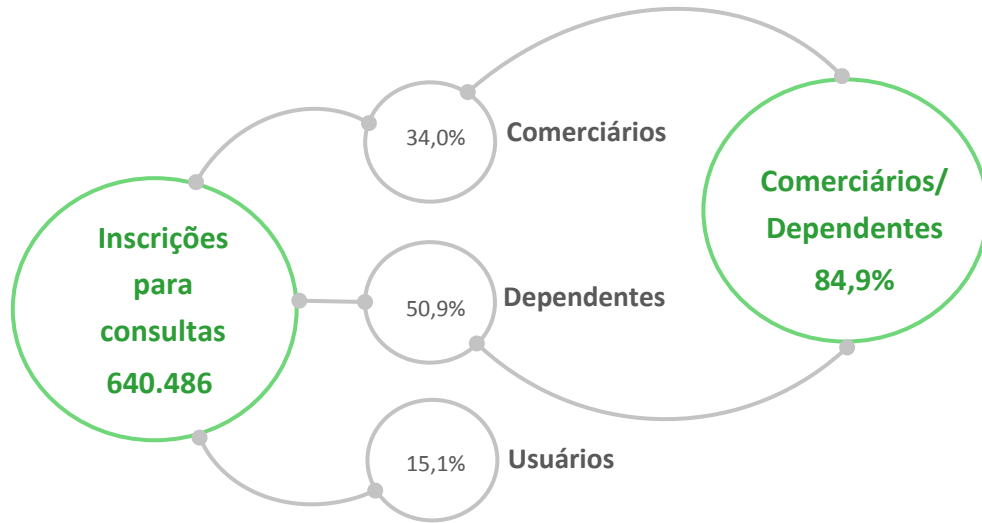 Inscrições
para
consultas
640.486
34,0%
Comerciários
50,9%
Dependentes
15,1%
Usuários
Comerciários/
Dependentes
84,9%